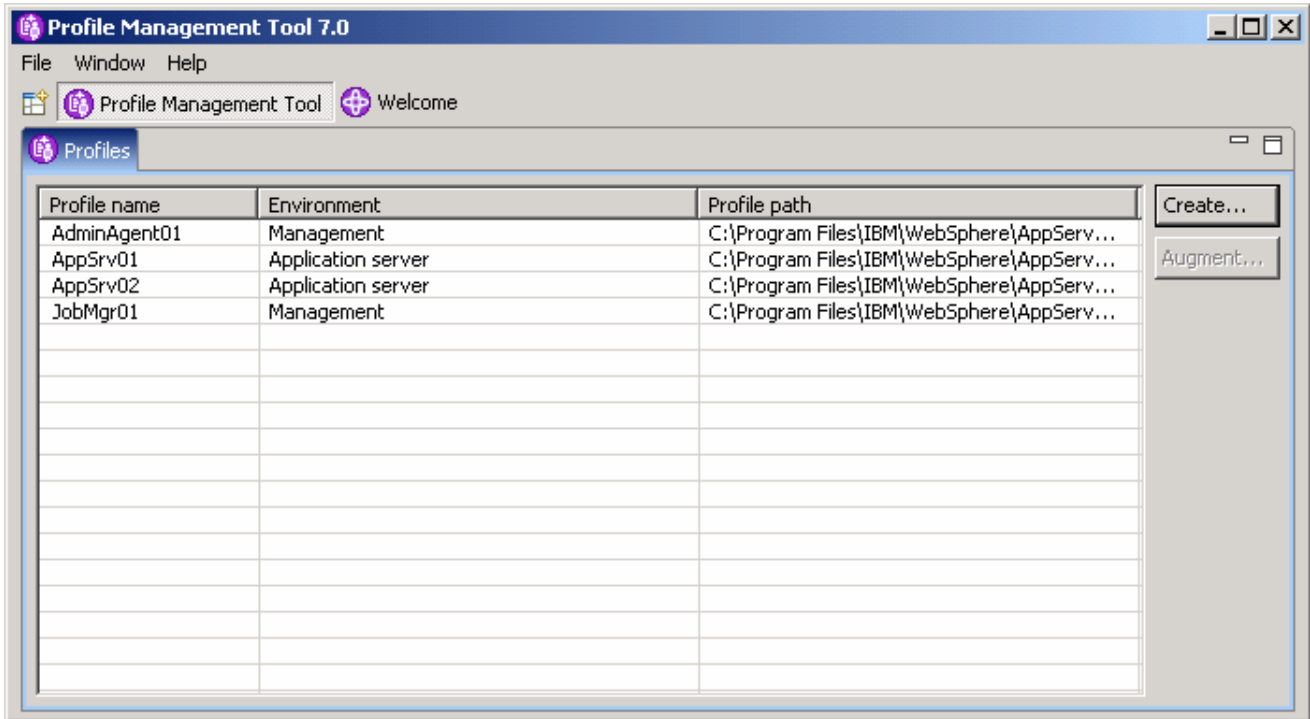 Profile Management Tool 7.0
File Window Help
Profile Management Tool Welcome
Profiles
Profile name Environment Profile path Create...
AdminAgent01 Management C:\Program Files\IBM\WebSphere\AppServ...
AppSrv01 Application server C:\Program Files\IBM\WebSphere\AppServ... Augment...
AppSrv02 Application server C:\Program Files\IBM\WebSphere\AppServ...
JobMgr01 Management C:\Program Files\IBM\WebSphere\AppServ...